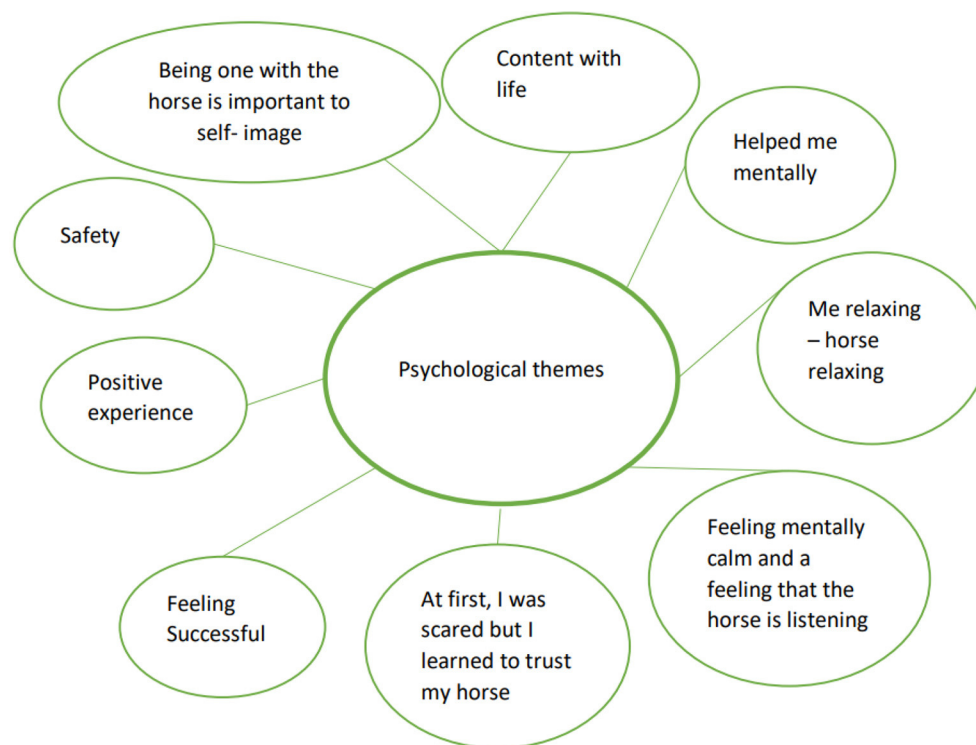 Being one with the
horse is important to
self- image
Content with
life
Helped me
mentally
Safety
Me relaxing
– horse
relaxing
Psychological themes
Positive
experience
Feeling mentally
calm and a
feeling that the
horse is listening
Feeling
Successful
At first, I was
scared but I
learned to trust
my horse